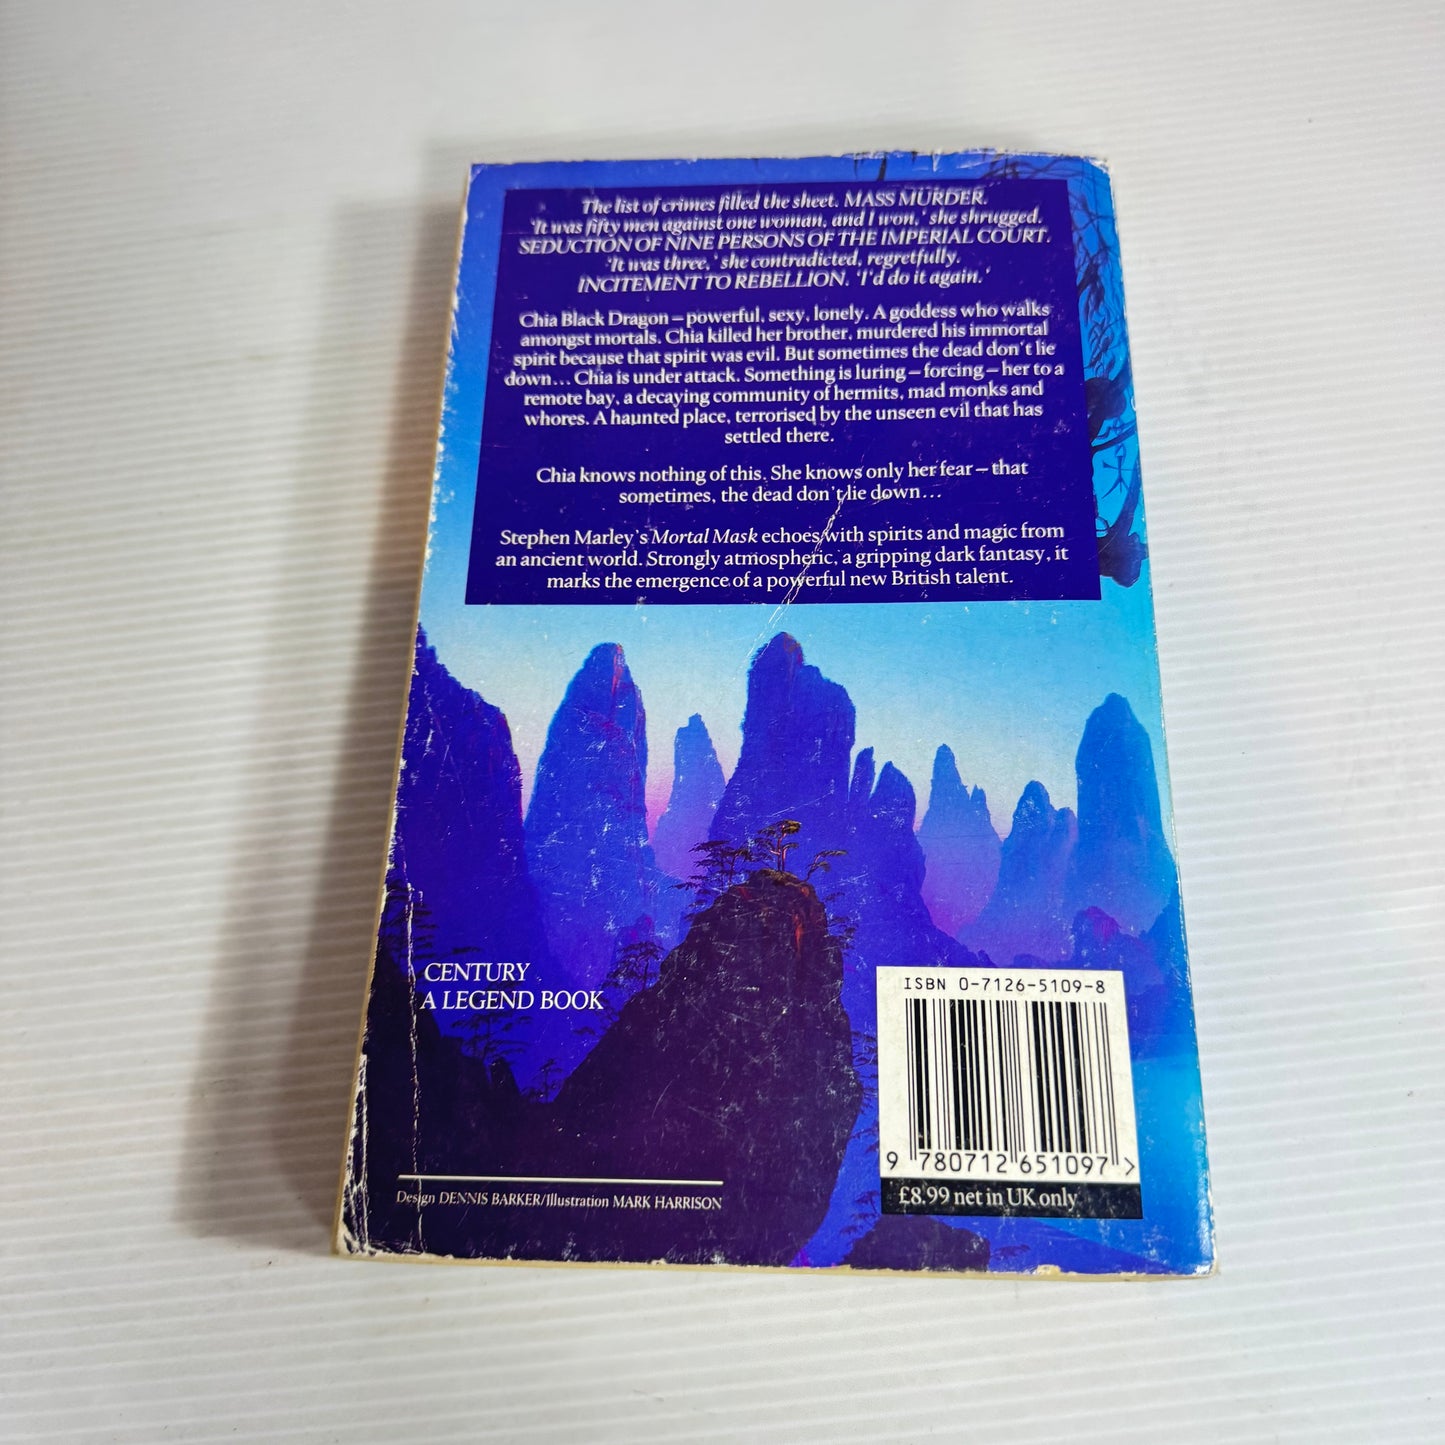 The list of crimes filled the sheet. MASS MURDER.
'It was fifty men against one woman, and I won,' she shrugged.
SEDUCTION OF NINE PERSONS OF THE IMPERIAL COURT.
'It was three,' she contradicted, regretfully.
INCITEMENT TO REBELLION. 'I'd do it again.'
Chia Black Dragon – powerful, sexy, lonely. A goddess who walks
amongst mortals. Chia killed her brother, murdered his immortal
spirit because that spirit was evil. But sometimes the dead don't lie
down... Chia is under attack. Something is luring – forcing – her to a
remote bay, a decaying community of hermits, mad monks and
whores. A haunted place, terrorised by the unseen evil that has
settled there.
Chia knows nothing of this. She knows only her fear – that
sometimes, the dead don't lie down...
Stephen Marley's Mortal Mask echoes with spirits and magic from
an ancient world. Strongly atmospheric, a gripping dark fantasy, it
marks the emergence of a powerful new British talent.
CENTURY
A LEGEND BOOK
ISBN 0-7126-5109-8
9 780712 651097 >
£8.99 net in UK only
Design DENNIS BARKER/Illustration MARK HARRISON